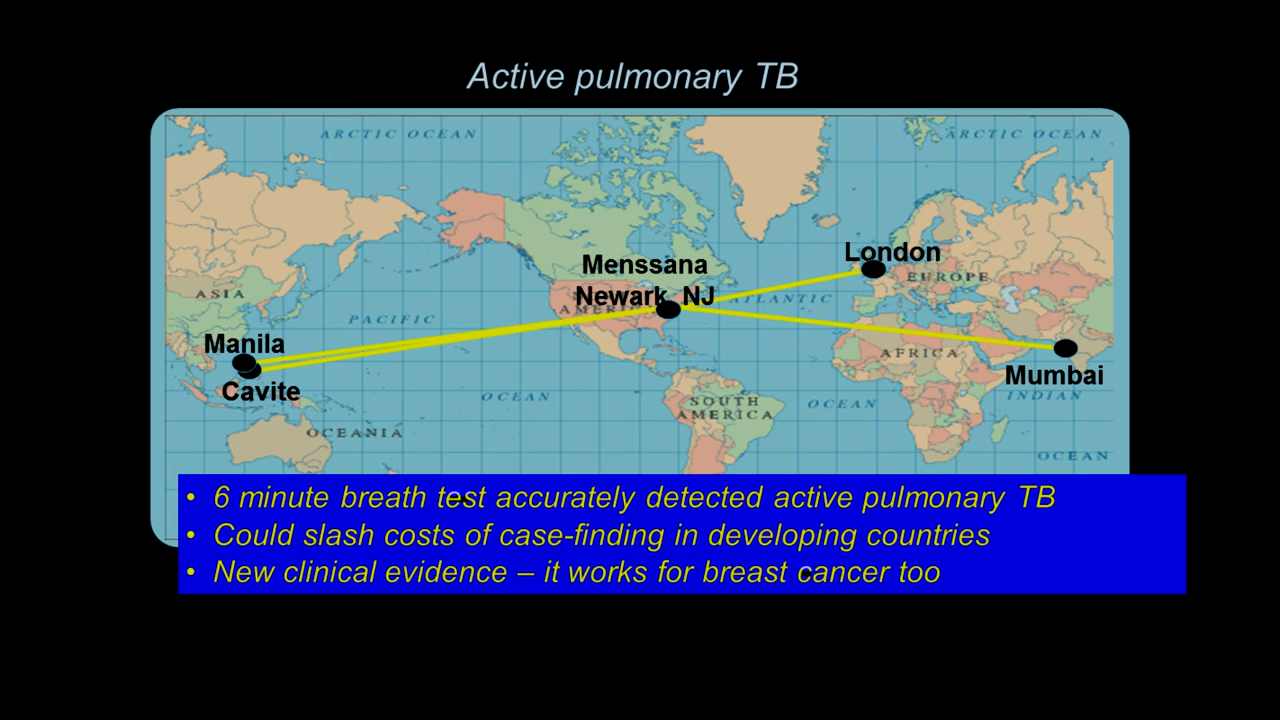 Active pulmonary TB
ARCTIC OCEAN
ARCTIC OCEAN
London
Menssana
EUROPE
ASIA
Newark, NJ
ATLANTIC
AMERICA
PACIFIC
Manila
AFRICA
Mumbai
Cavite
OCEAN
SOUTH
AMERICA
OCEAN
INDIAN
OCEANIA
OCEAN
• 6 minute breath test accurately detected active pulmonary TB
• Could slash costs of case-finding in developing countries
• New clinical evidence – it works for breast cancer too